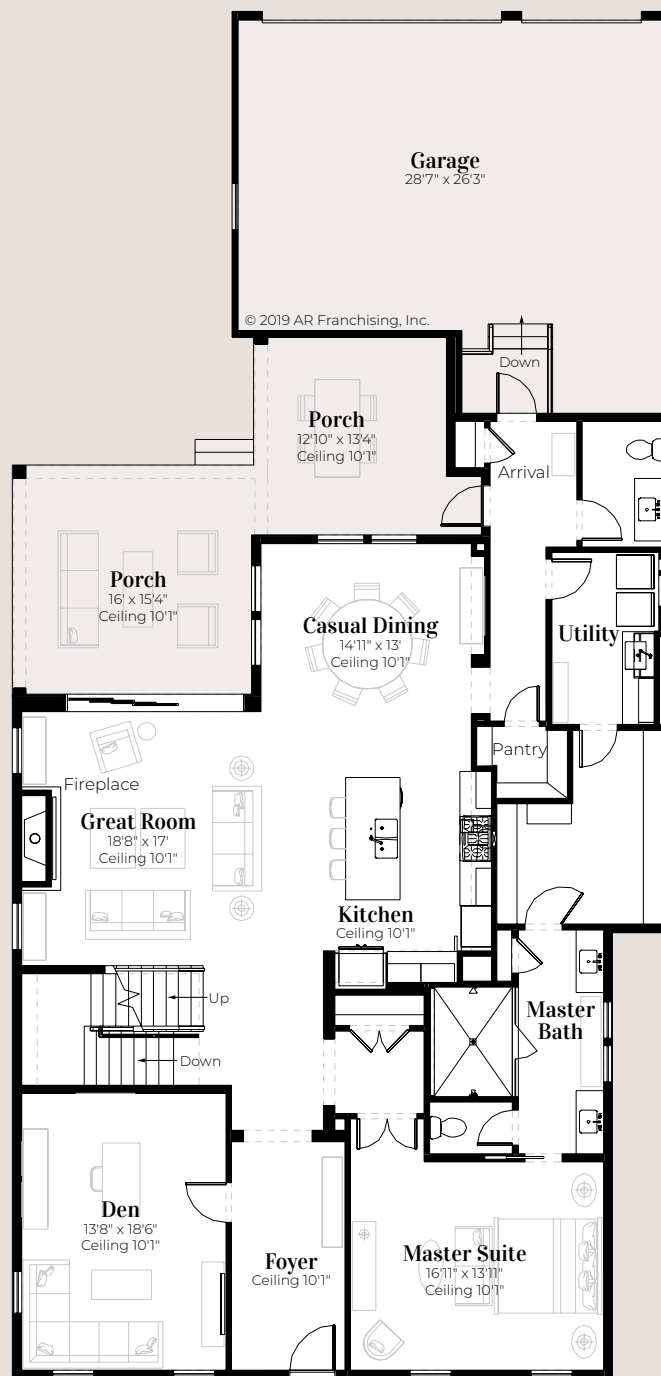 Garage
28'7" x 26'3"
© 2019 AR Franchising, Inc.
Down
Porch
12'10" x 13'4"
Ceiling 10'1"
Arrival
Porch
16' x 15'4"
Ceiling 10'1"
Casual Dining
14'11" x 13'
Ceiling 10'1"
Utility
Pantry
Fireplace
Great Room
18'8" x 17'
Ceiling 10'1"
Kitchen
Ceiling 10'1"
Up
Down
Master
Bath
Den
13'8" x 18'6"
Ceiling 10'1"
Foyer
Ceiling 10'1"
Master Suite
16'11" x 13'11"
Ceiling 10'1"